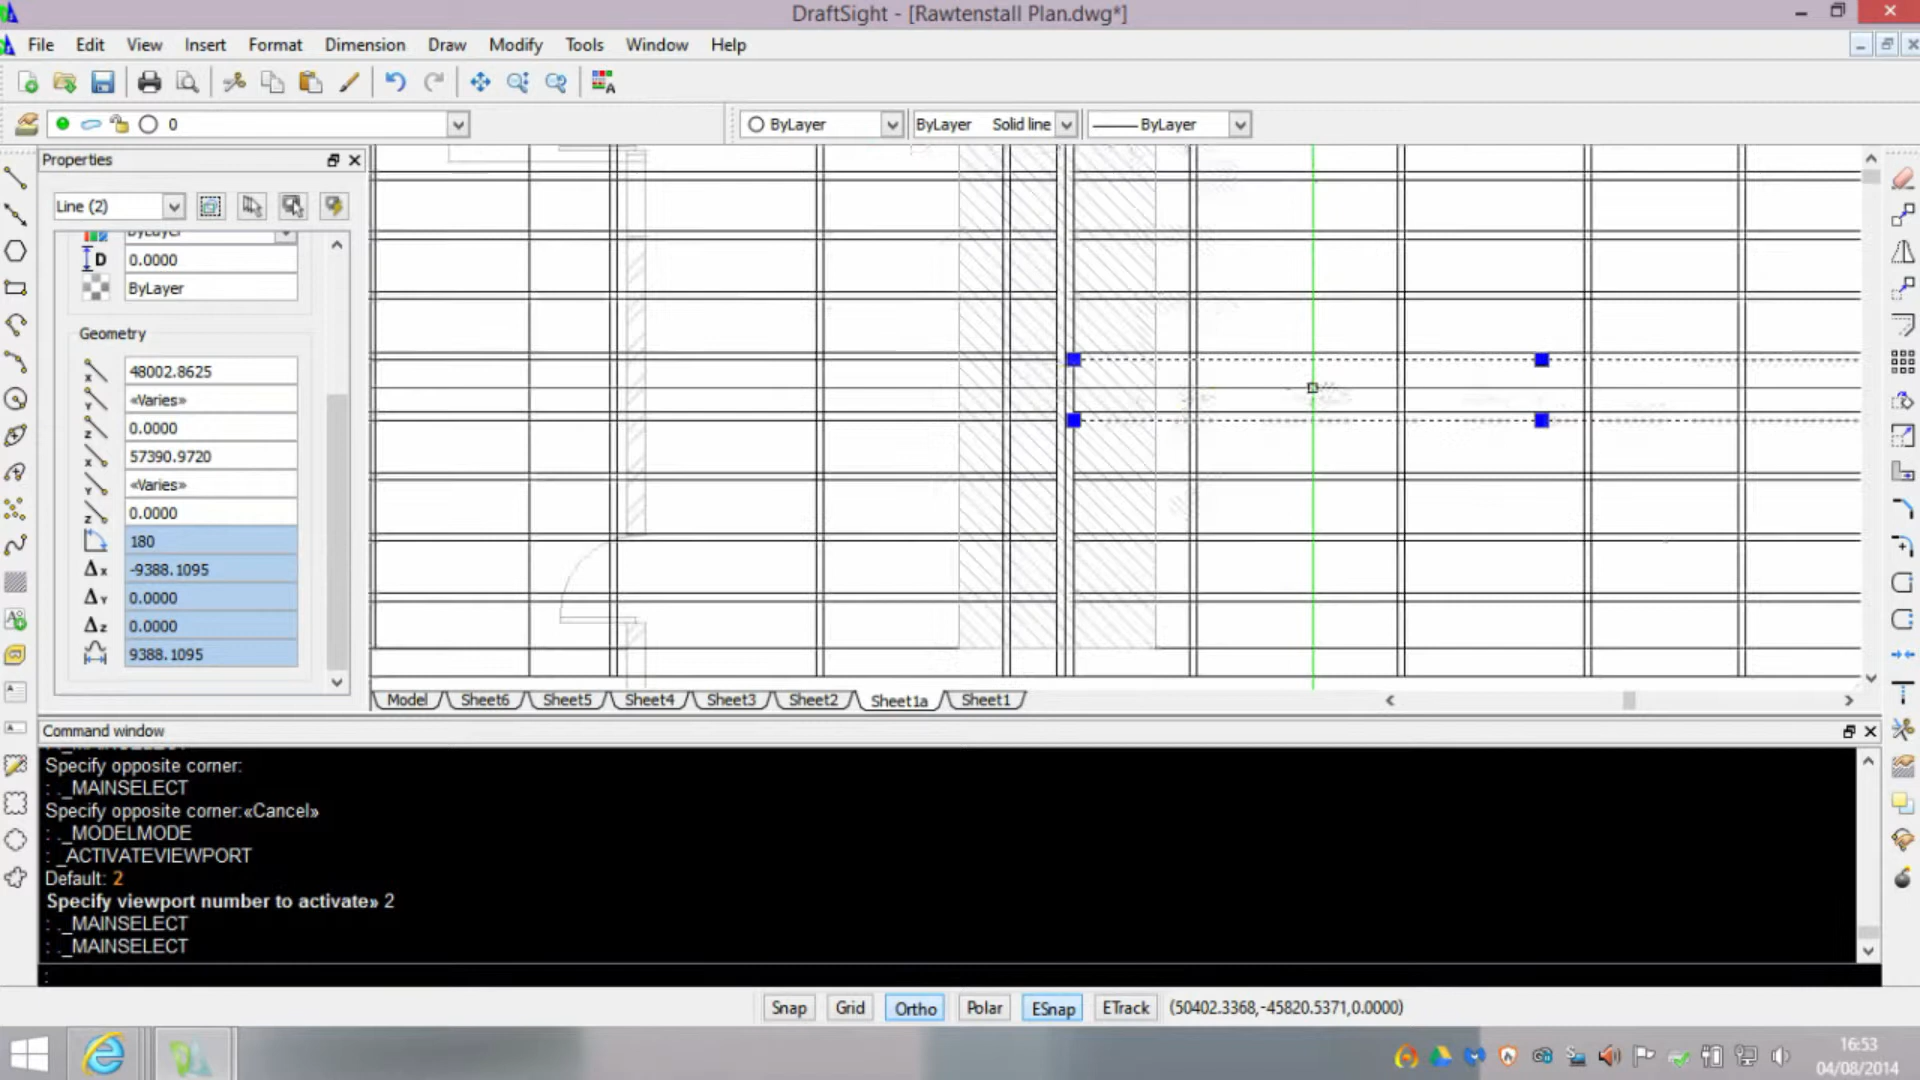 DraftSight - [Rawtenstall Plan.dwg*]
File Edit View Insert Format Dimension Draw Modify Tools Window Help
0 ByLayer ByLayer Solid line ByLayer
Properties
Line (2)
ByLayer
D 0.0000
ByLayer
Geometry
x 48002.8625
Y «Varies»
z 0.0000
x 57390.9720
Y «Varies»
z 0.0000
180
Δx -9388.1095
ΔY 0.0000
Δz 0.0000
9388.1095
Model Sheet6 Sheet5 Sheet4 Sheet3 Sheet2 Sheet1a Sheet1
Command window
Specify opposite corner:
: ._MAINSELECT
Specify opposite corner:«Cancel»
: ._MODELMODE
: _ACTIVATEVIEWPORT
Default: 2
Specify viewport number to activate» 2
: ._MAINSELECT
: ._MAINSELECT
:
Snap Grid Ortho Polar ESnap ETrack (50402.3368,-45820.5371,0.0000)
16:53
04/08/2014